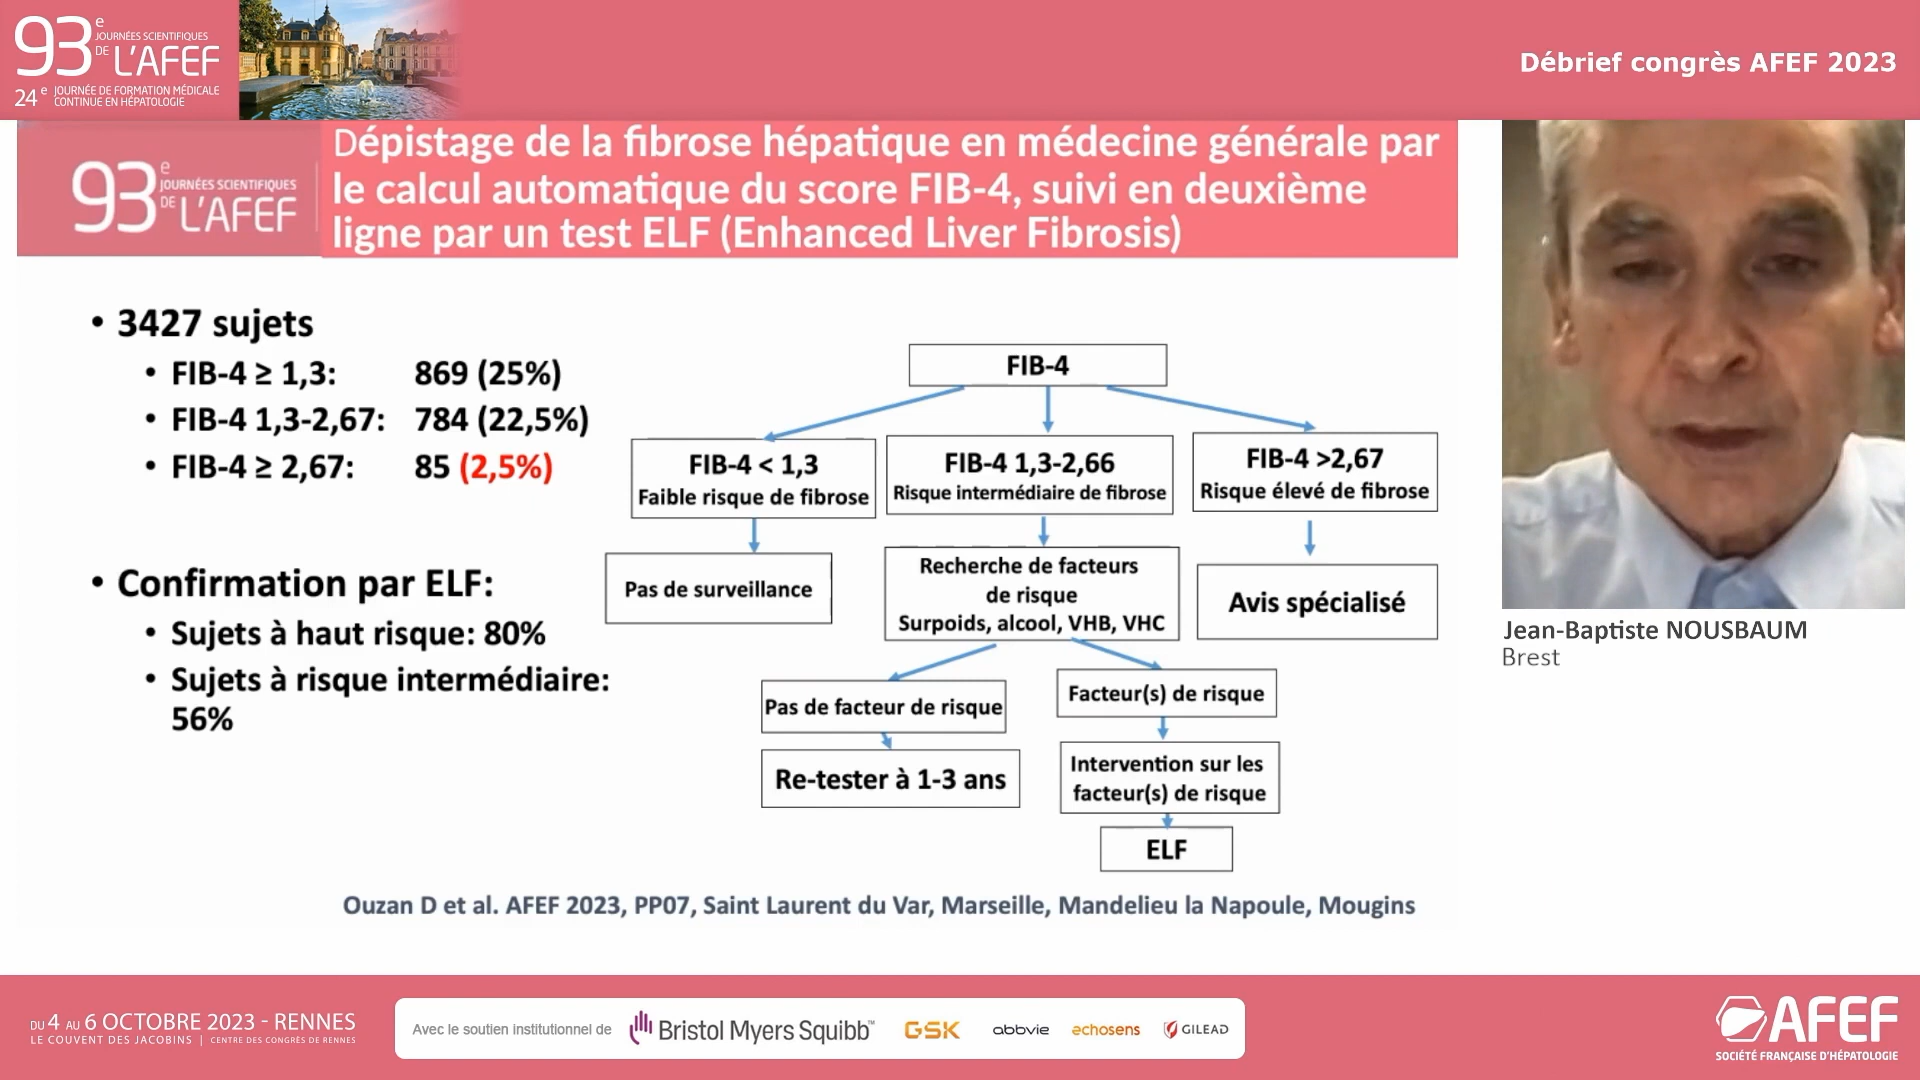 93e JOURNÉES SCIENTIFIQUES
DE L'AFEF
24e JOURNÉE DE FORMATION MÉDICALE
CONTINUE EN HÉPATOLOGIE
Débrief congrès AFEF 2023
93e JOURNÉES SCIENTIFIQUES
DE L'AFEF
Dépistage de la fibrose hépatique en médecine générale par
le calcul automatique du score FIB-4, suivi en deuxième
ligne par un test ELF (Enhanced Liver Fibrosis)
• 3427 sujets
• FIB-4 ≥ 1,3: 869 (25%)
• FIB-4 1,3-2,67: 784 (22,5%)
• FIB-4 ≥ 2,67: 85 (2,5%)
• Confirmation par ELF:
• Sujets à haut risque: 80%
• Sujets à risque intermédiaire:
56%
FIB-4
FIB-4 < 1,3
Faible risque de fibrose
FIB-4 1,3-2,66
Risque intermédiaire de fibrose
FIB-4 >2,67
Risque élevé de fibrose
Pas de surveillance
Recherche de facteurs
de risque
Surpoids, alcool, VHB, VHC
Avis spécialisé
Pas de facteur de risque
Facteur(s) de risque
Re-tester à 1-3 ans
Intervention sur les
facteur(s) de risque
ELF
Ouzan D et al. AFEF 2023, PP07, Saint Laurent du Var, Marseille, Mandelieu la Napoule, Mougins
Jean-Baptiste NOUSBAUM
Brest
DU 4 AU 6 OCTOBRE 2023 - RENNES
LE COUVENT DES JACOBINS | CENTRE DES CONGRÈS DE RENNES
Avec le soutien institutionnel de
Bristol Myers Squibb™
GSK
abbvie
echosens
GILEAD
AFEF
SOCIÉTÉ FRANÇAISE D'HÉPATOLOGIE